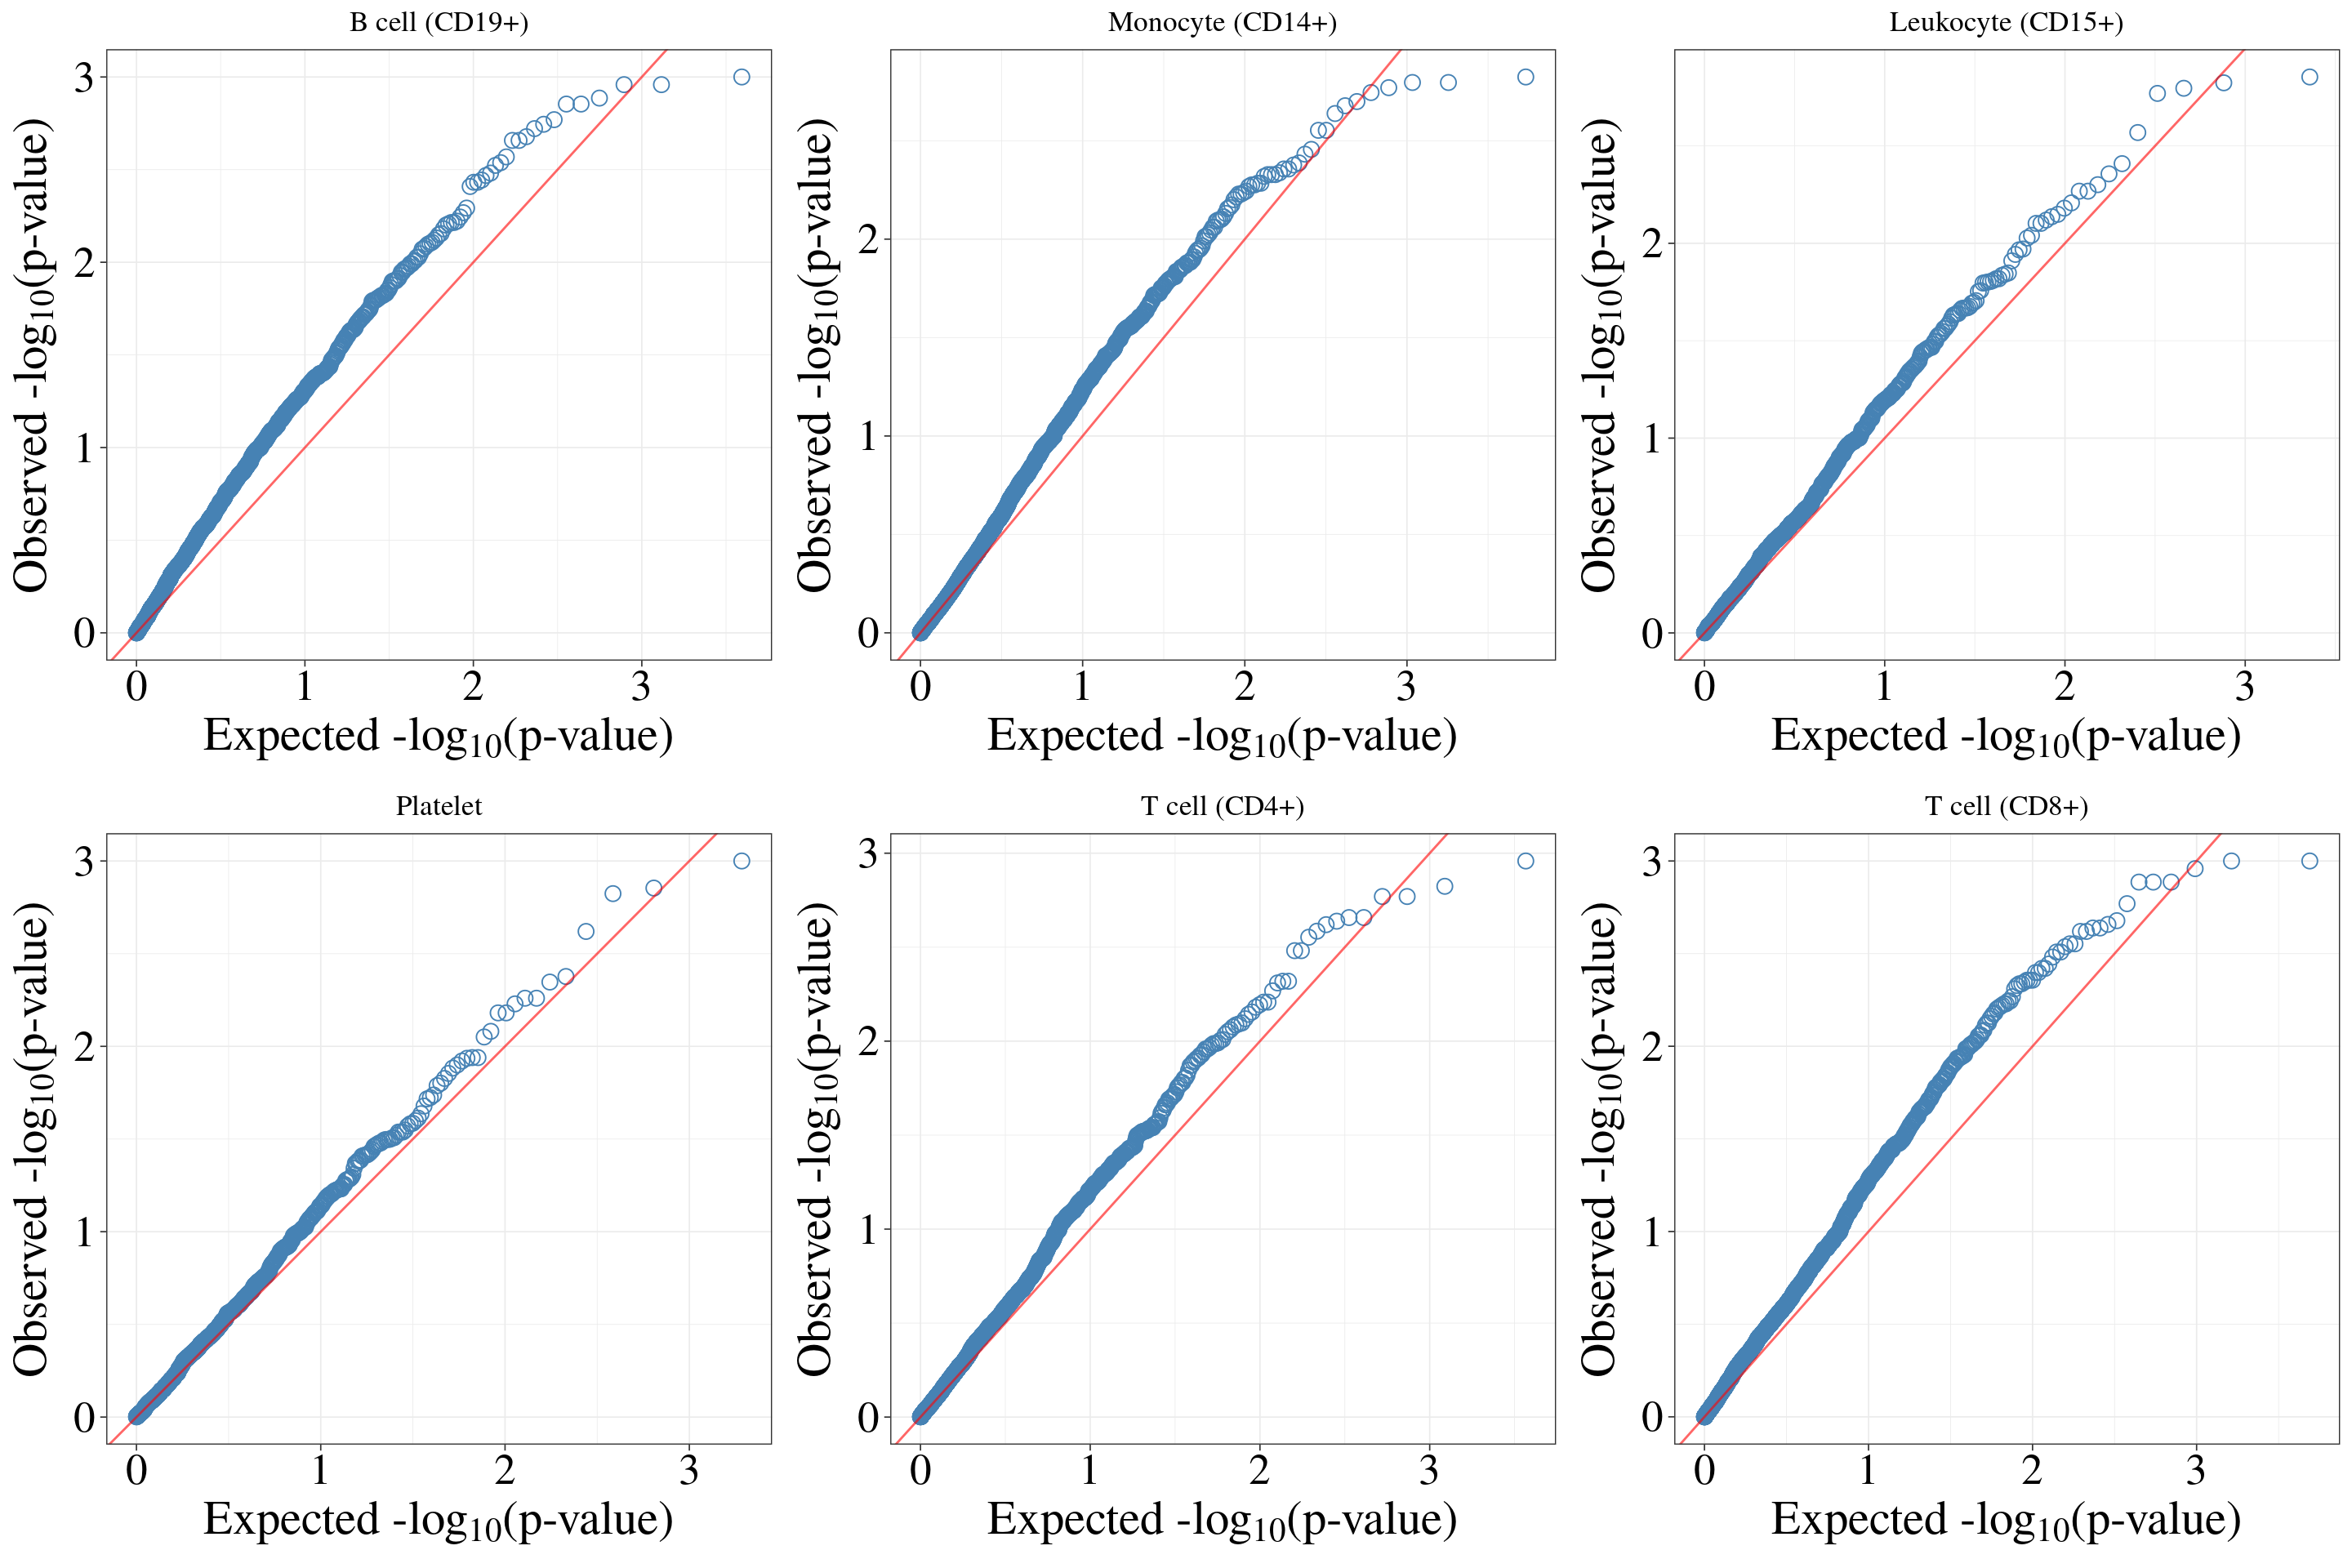 B cell (CD19+)
Observed -log10(p-value)
3
2
1
0
0 1 2 3
Expected -log10(p-value)
Monocyte (CD14+)
Observed -log10(p-value)
2
1
0
0 1 2 3
Expected -log10(p-value)
Leukocyte (CD15+)
Observed -log10(p-value)
2
1
0
0 1 2 3
Expected -log10(p-value)
Platelet
Observed -log10(p-value)
3
2
1
0
0 1 2 3
Expected -log10(p-value)
T cell (CD4+)
Observed -log10(p-value)
3
2
1
0
0 1 2 3
Expected -log10(p-value)
T cell (CD8+)
Observed -log10(p-value)
3
2
1
0
0 1 2 3
Expected -log10(p-value)